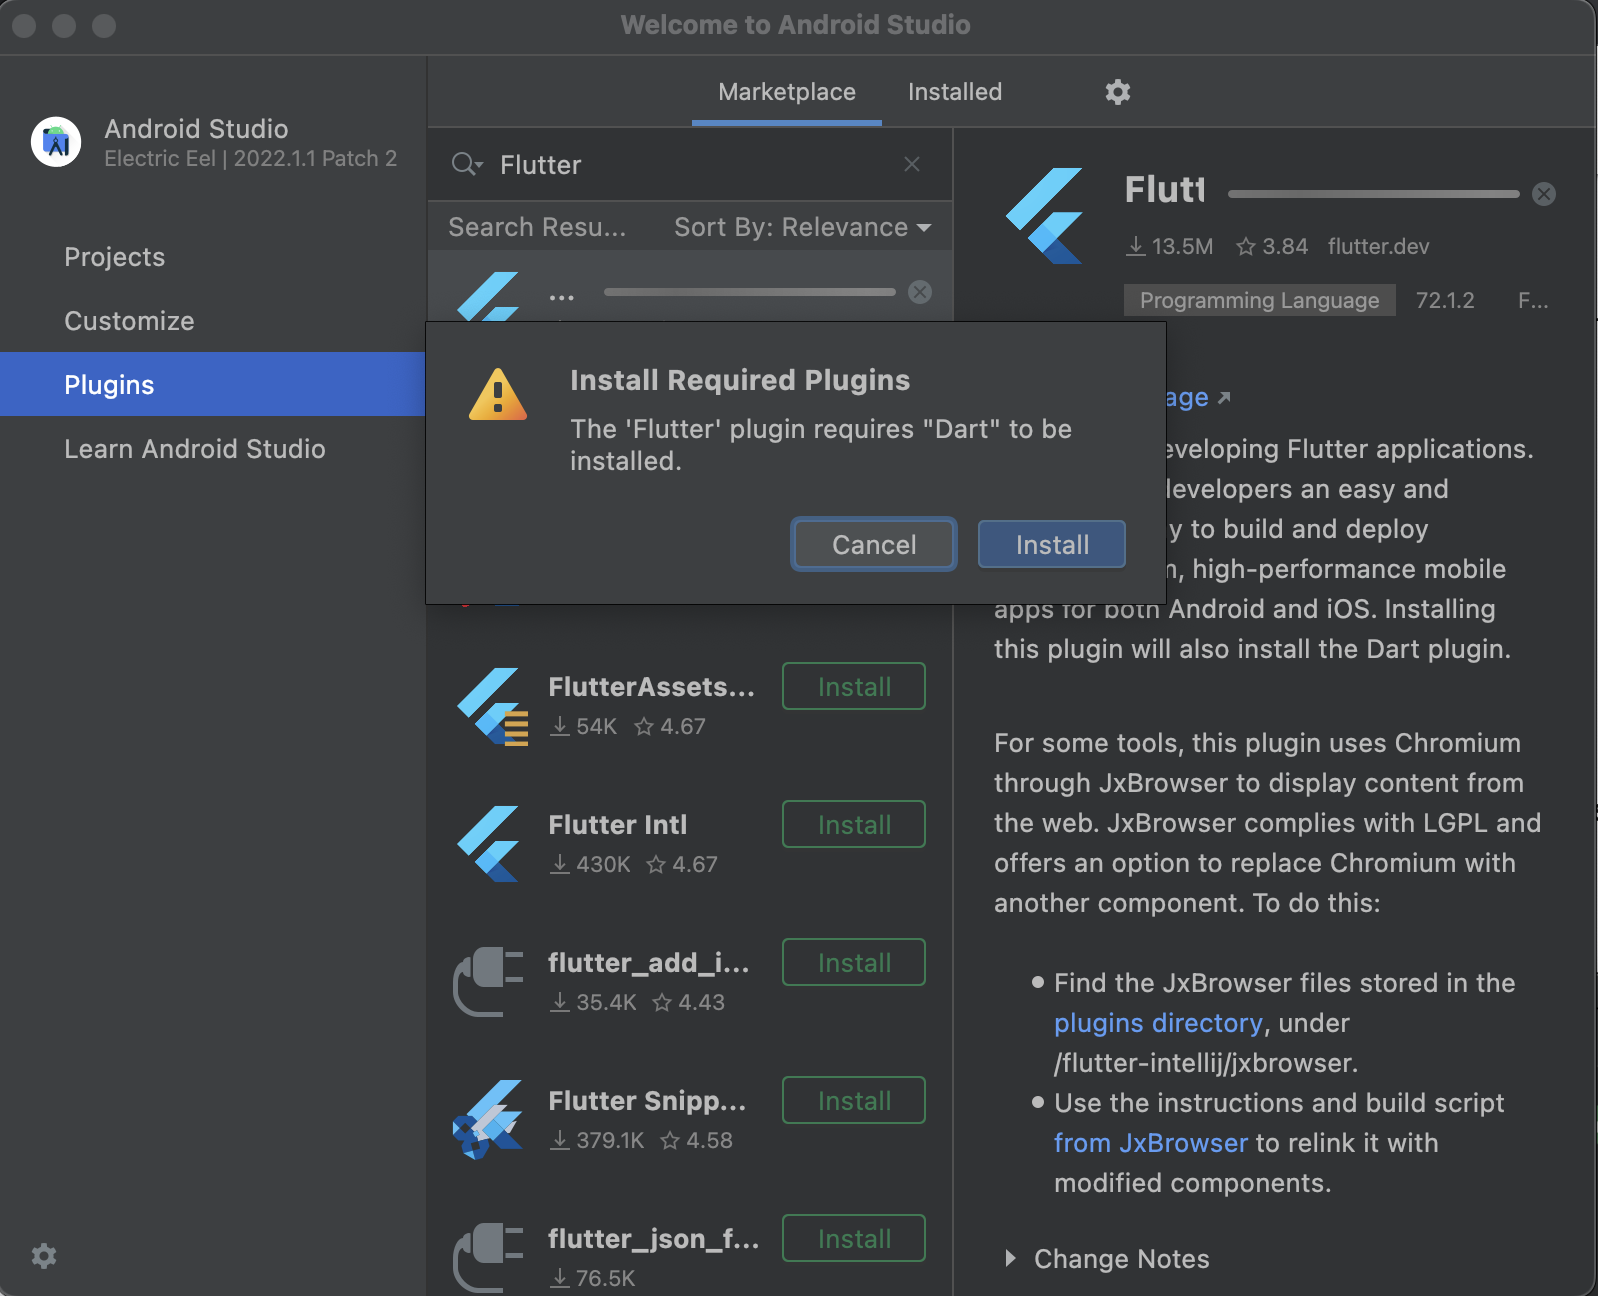 Welcome to Android Studio
Android Studio
Electric Eel | 2022.1.1 Patch 2
Projects
Customize
Plugins
Learn Android Studio
Marketplace
Installed
Flutter
Search Resu...
Sort By: Relevance
...
Install Required Plugins
The 'Flutter' plugin requires "Dart" to be
installed.
Cancel
Install
FlutterAssets...
Install
54K 4.67
Flutter Intl
Install
430K 4.67
flutter_add_i...
Install
35.4K 4.43
Flutter Snipp...
Install
379.1K 4.58
flutter_json_f...
Install
76.5K
Flutt
13.5M 3.84 flutter.dev
Programming Language 72.1.2 F...
age
eveloping Flutter applications.
levelopers an easy and
y to build and deploy
, high-performance mobile
apps for both Android and iOS. Installing
this plugin will also install the Dart plugin.
For some tools, this plugin uses Chromium
through JxBrowser to display content from
the web. JxBrowser complies with LGPL and
offers an option to replace Chromium with
another component. To do this:
Find the JxBrowser files stored in the
plugins directory, under
/flutter-intellij/jxbrowser.
Use the instructions and build script
from JxBrowser to relink it with
modified components.
Change Notes